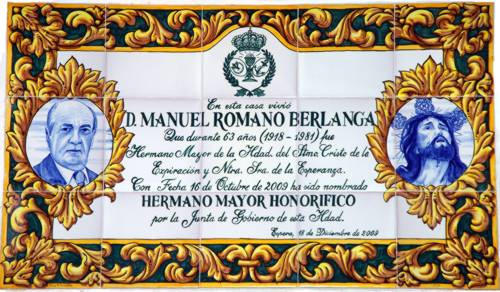 En esta casa vivió
D. MANUEL ROMANO BERLANGA
Que durante 63 años (1918 - 1981) fue
Hermano Mayor de la Hdad. del Stmo. Cristo de la
Expiración y Ntra. Sra. de la Esperanza.
Con Fecha 16 de Octubre de 2009 ha sido nombrado
HERMANO MAYOR HONORIFICO
por la Junta de Gobierno de esta Hdad.
Espera, 18 de Diciembre de 2009